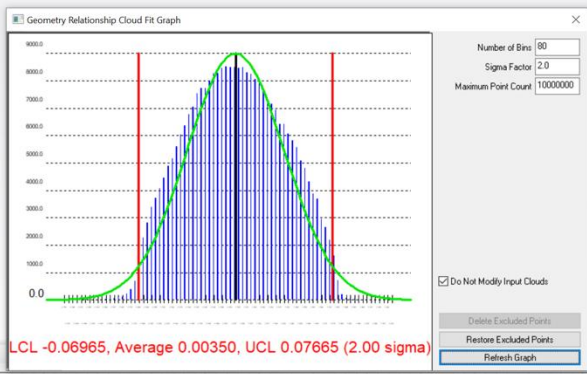 Geometry Relationship Cloud Fit Graph
9000.0
8000.0
7000.0
6000.0
5000.0
4000.0
3000.0
2000.0
1000.0
0.0
LCL -0.06965, Average 0.00350, UCL 0.07665 (2.00 sigma)
Number of Bins 80
Sigma Factor 2.0
Maximum Point Count 10000000
Do Not Modify Input Clouds
Delete Excluded Points
Restore Excluded Points
Refresh Graph